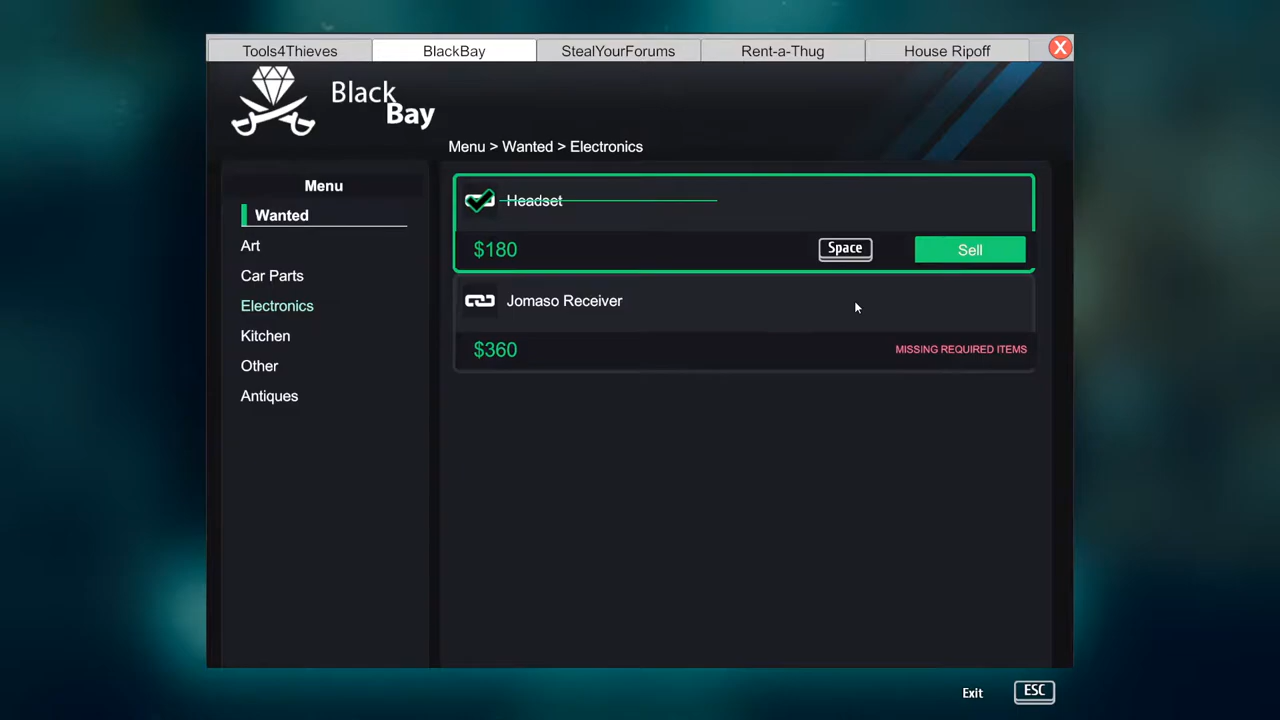 Tools4Thieves
BlackBay
StealYourForums
Rent-a-Thug
House Ripoff
X
Black
Bay
Menu > Wanted > Electronics
Menu
Wanted
Art
Car Parts
Electronics
Kitchen
Other
Antiques
Headset
$180
Space
Sell
Jomaso Receiver
$360
MISSING REQUIRED ITEMS
Exit
ESC